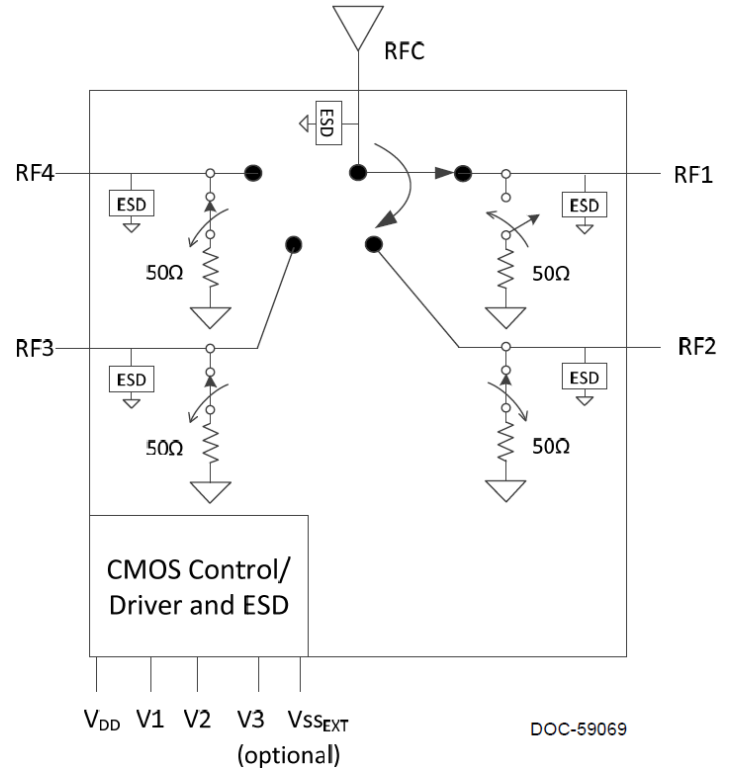 RFC
ESD
RF4
RF1
ESD
ESD
50Ω
50Ω
RF3
RF2
ESD
ESD
50Ω
50Ω
CMOS Control/
Driver and ESD
VDD V1 V2 V3 VSSEXT
(optional)
DOC-59069